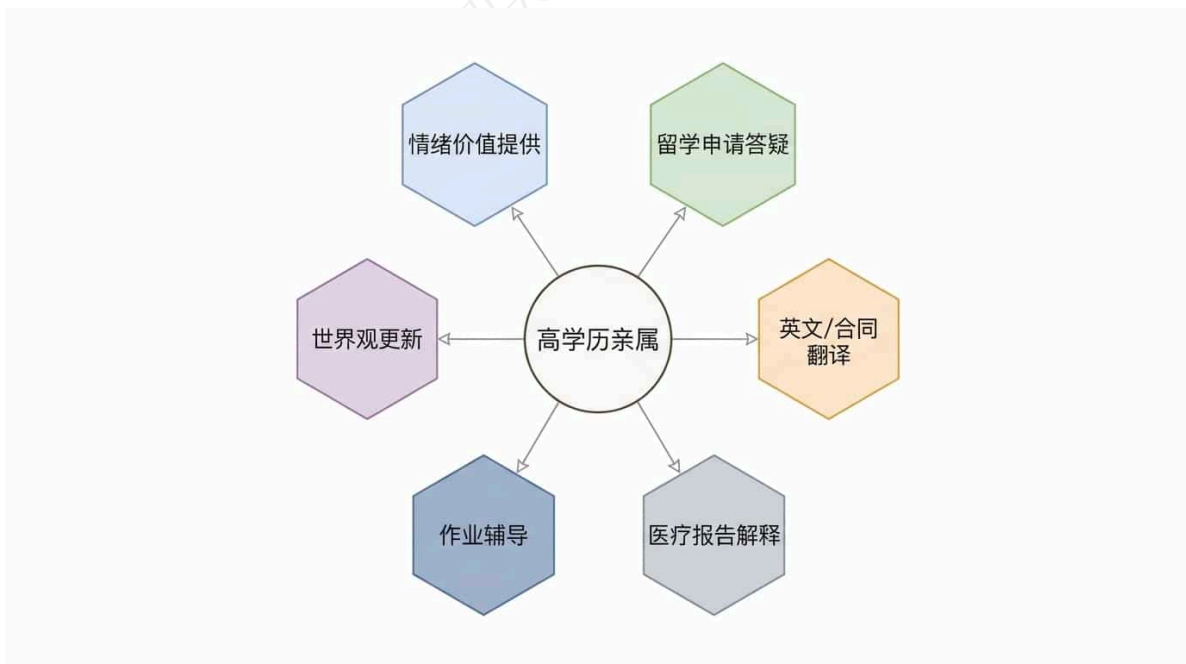 情绪价值提供
留学申请答疑
世界观更新
高学历亲属
英文/合同
翻译
作业辅导
医疗报告解释